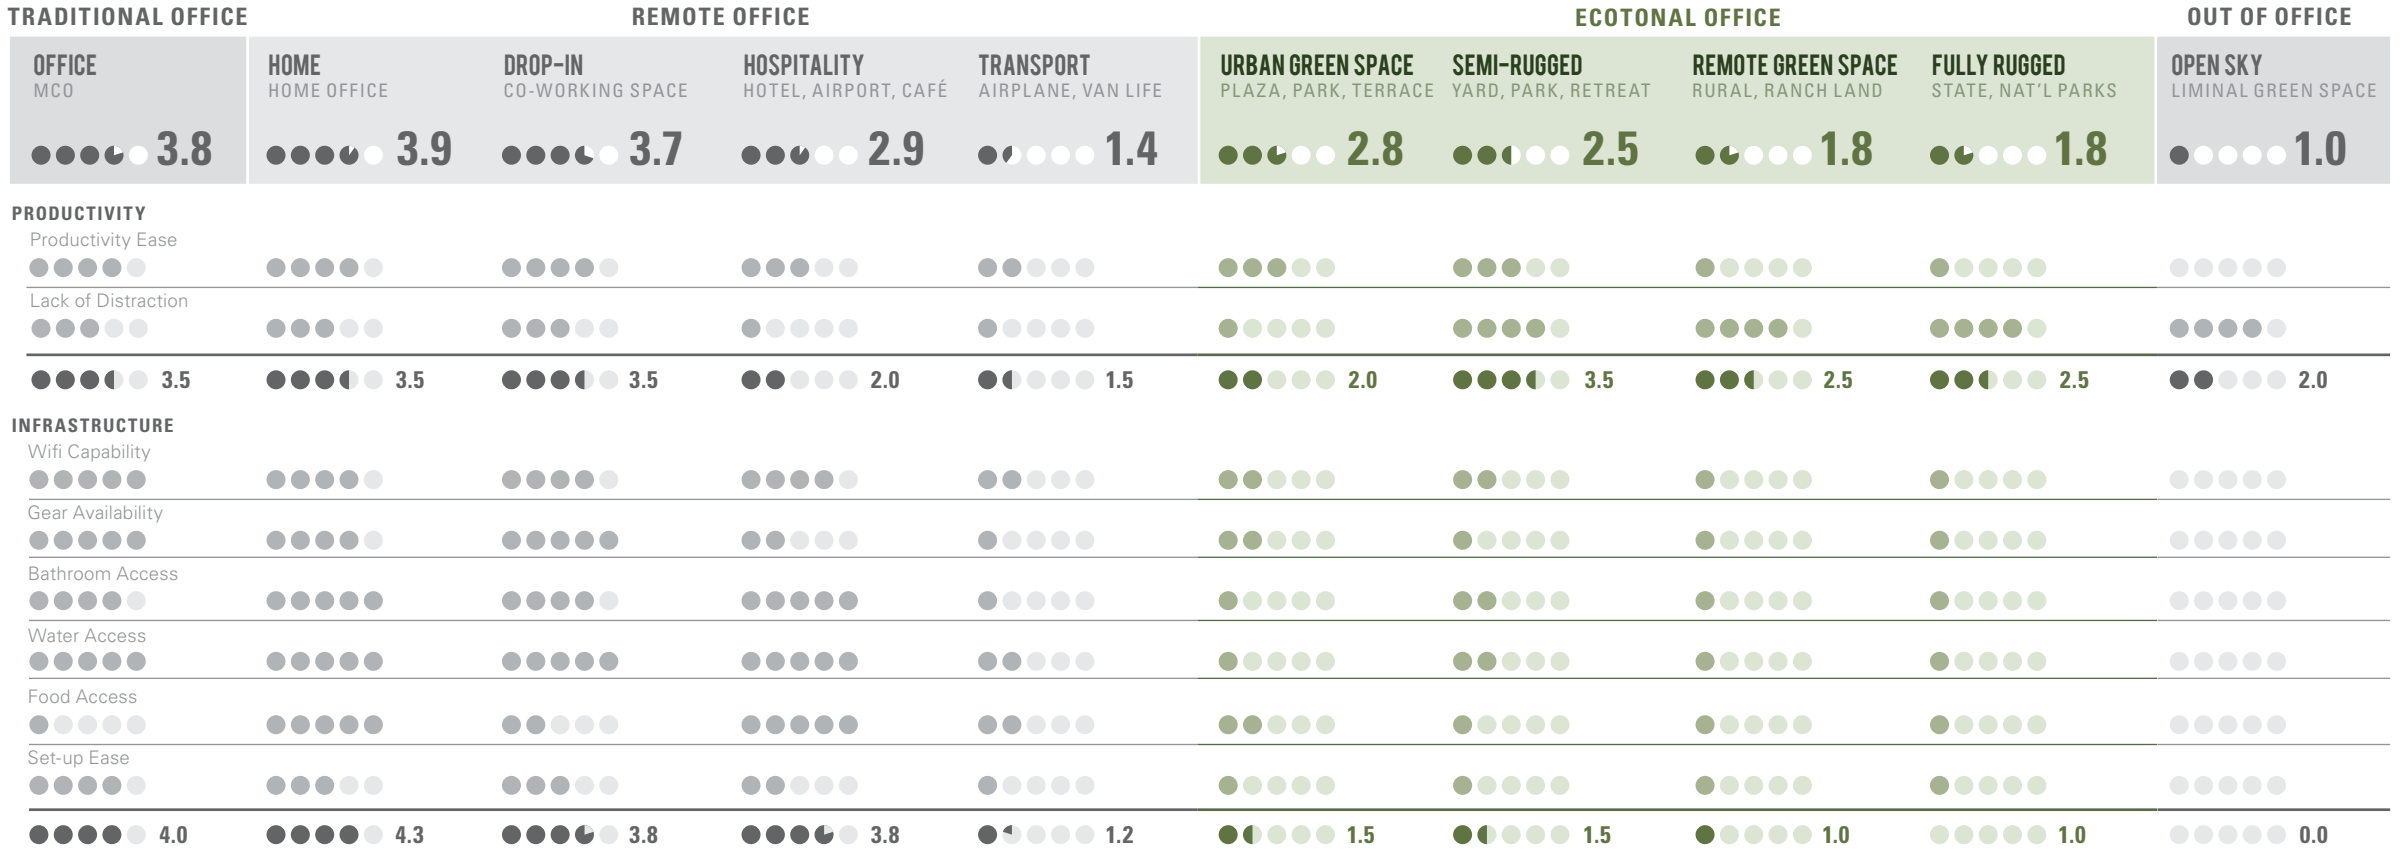 TRADITIONAL OFFICE REMOTE OFFICE ECOTONAL OFFICE OUT OF OFFICE
OFFICE HOME DROP-IN HOSPITALITY TRANSPORT URBAN GREEN SPACE SEMI-RUGGED REMOTE GREEN SPACE FULLY RUGGED OPEN SKY
MCO HOME OFFICE CO-WORKING SPACE HOTEL, AIRPORT, CAFÉ AIRPLANE, VAN LIFE PLAZA, PARK, TERRACE YARD, PARK, RETREAT RURAL, RANCH LAND STATE, NAT'L PARKS LIMINAL GREEN SPACE
3.8 3.9 3.7 2.9 1.4 2.8 2.5 1.8 1.8 1.0
PRODUCTIVITY
Productivity Ease
Lack of Distraction
3.5 3.5 3.5 2.0 1.5 2.0 3.5 2.5 2.5 2.0
INFRASTRUCTURE
Wifi Capability
Gear Availability
Bathroom Access
Water Access
Food Access
Set-up Ease
4.0 4.3 3.8 3.8 1.2 1.5 1.5 1.0 1.0 0.0